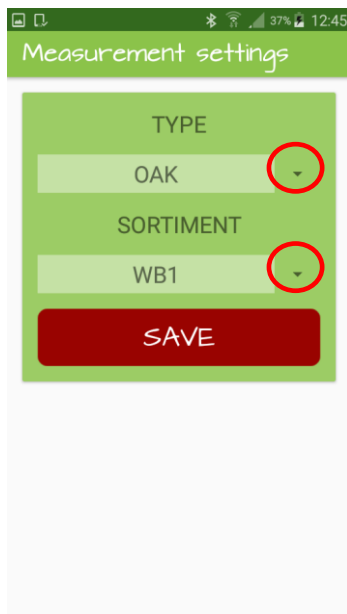 37% 12:45
Measurement settings
TYPE
OAK
SORTIMENT
WB1
SAVE